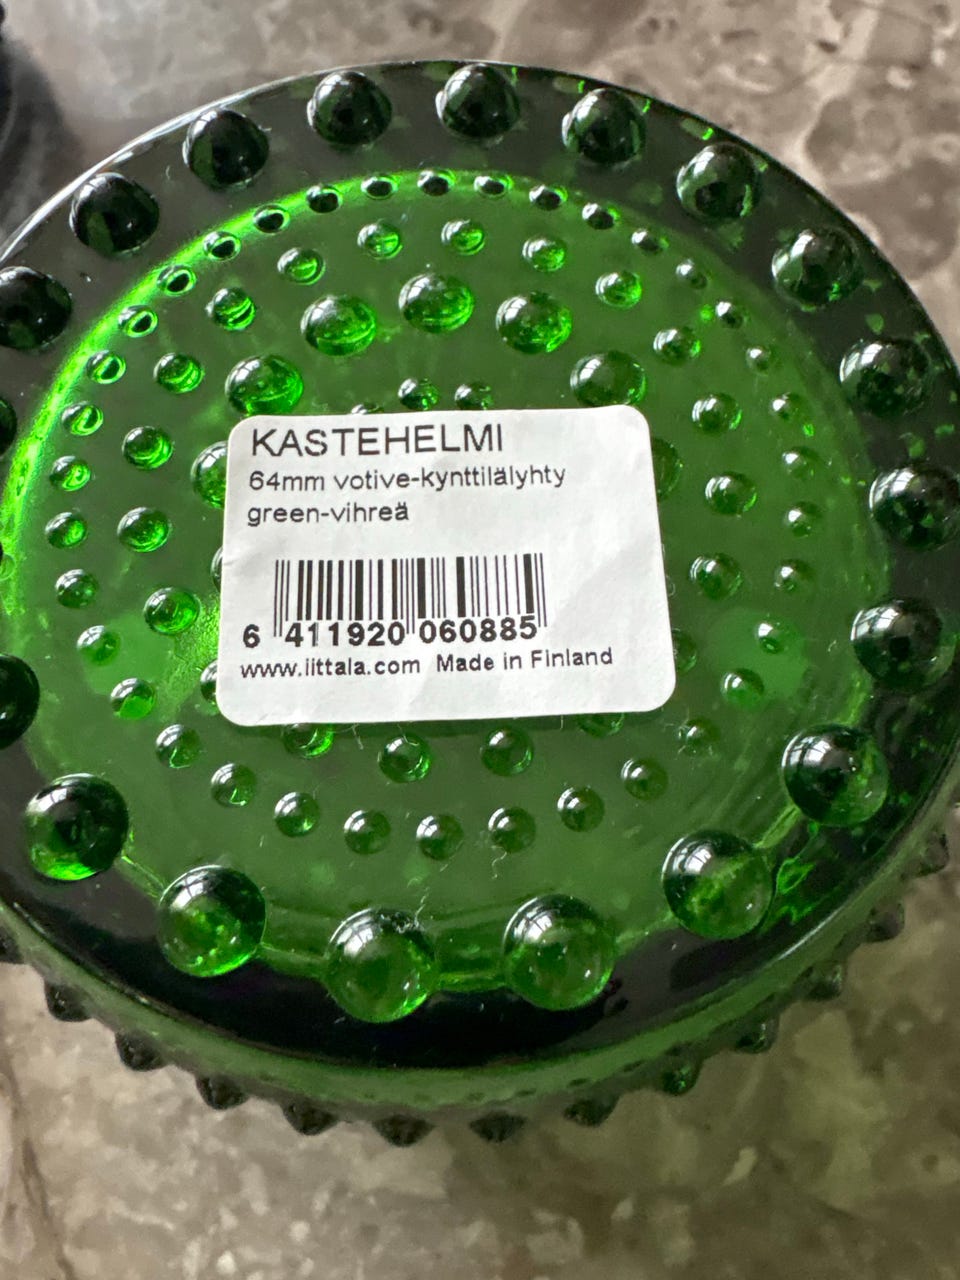 KASTEHELMI
64mm votive-kynttilälyhty
green-vihreä
6 411920 060885
www.iittala.com Made in Finland